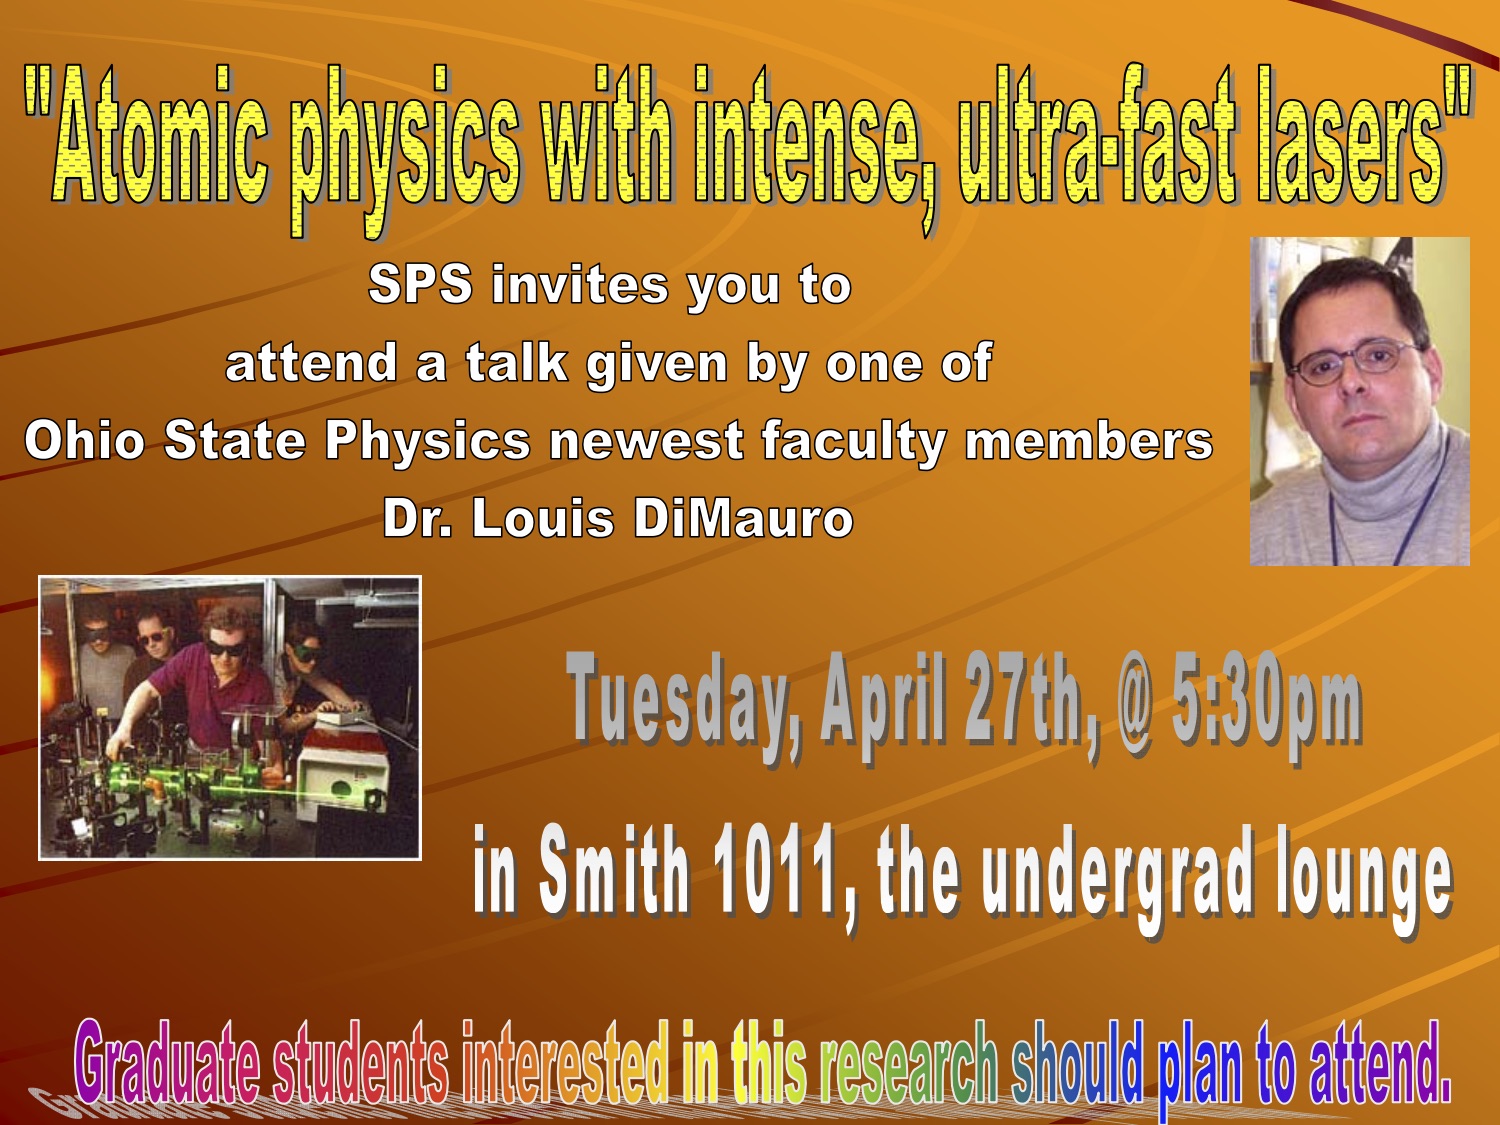 "Atomic physics with intense, ultra-fast lasers"
SPS invites you to
attend a talk given by one of
Ohio State Physics newest faculty members
Dr. Louis DiMauro
Tuesday, April 27th, @ 5:30pm
in Smith 1011, the undergrad lounge
Graduate students interested in this research should plan to attend.